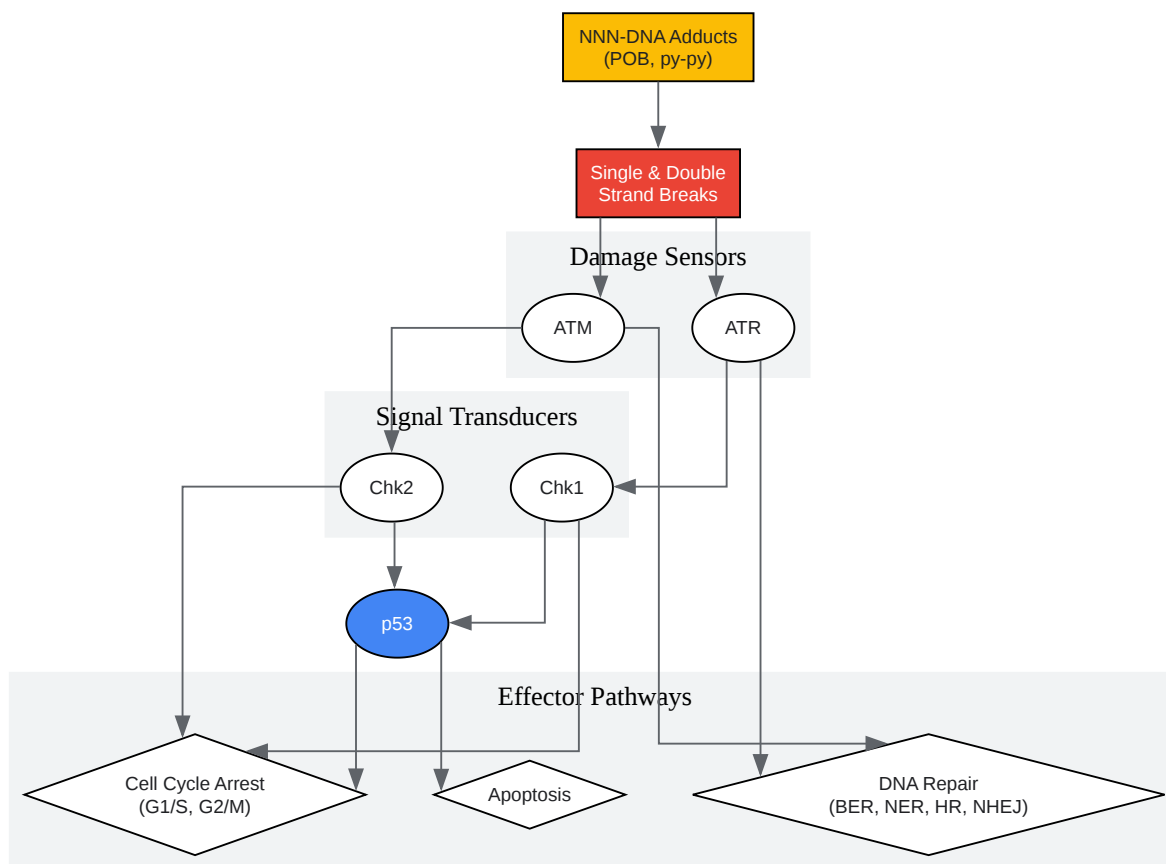 NNN-DNA Adducts
(POB, py-py)
Single & Double
Strand Breaks
Damage Sensors
ATM
ATR
Signal Transducers
Chk2
Chk1
p53
Effector Pathways
Cell Cycle Arrest
(G1/S, G2/M)
Apoptosis
DNA Repair
(BER, NER, HR, NHEJ)